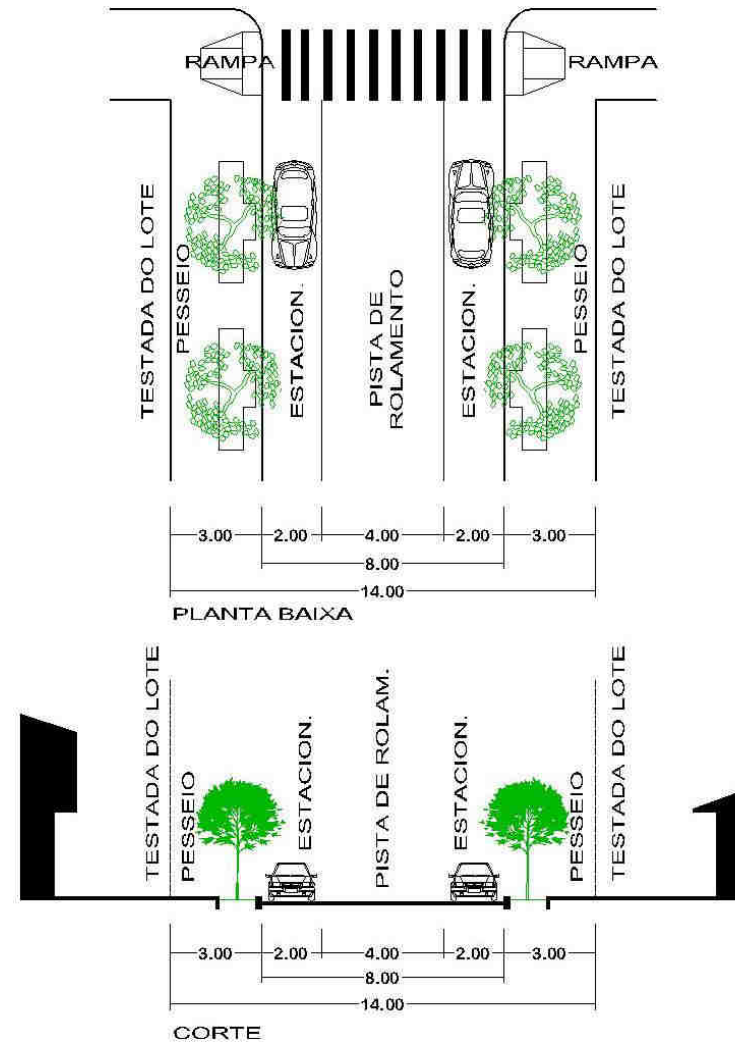 RAMPA
RAMPA
TESTADA DO LOTE
PESSEIO
ESTACION.
PISTA DE
ROLAMENTO
ESTACION.
PESSEIO
TESTADA DO LOTE
3.00
2.00
4.00
2.00
3.00
8.00
14.00
PLANTA BAIXA
TESTADA DO LOTE
PESSEIO
ESTACION.
PISTA DE ROLAM.
ESTACION.
PESSEIO
TESTADA DO LOTE
3.00
2.00
4.00
2.00
3.00
8.00
14.00
CORTE